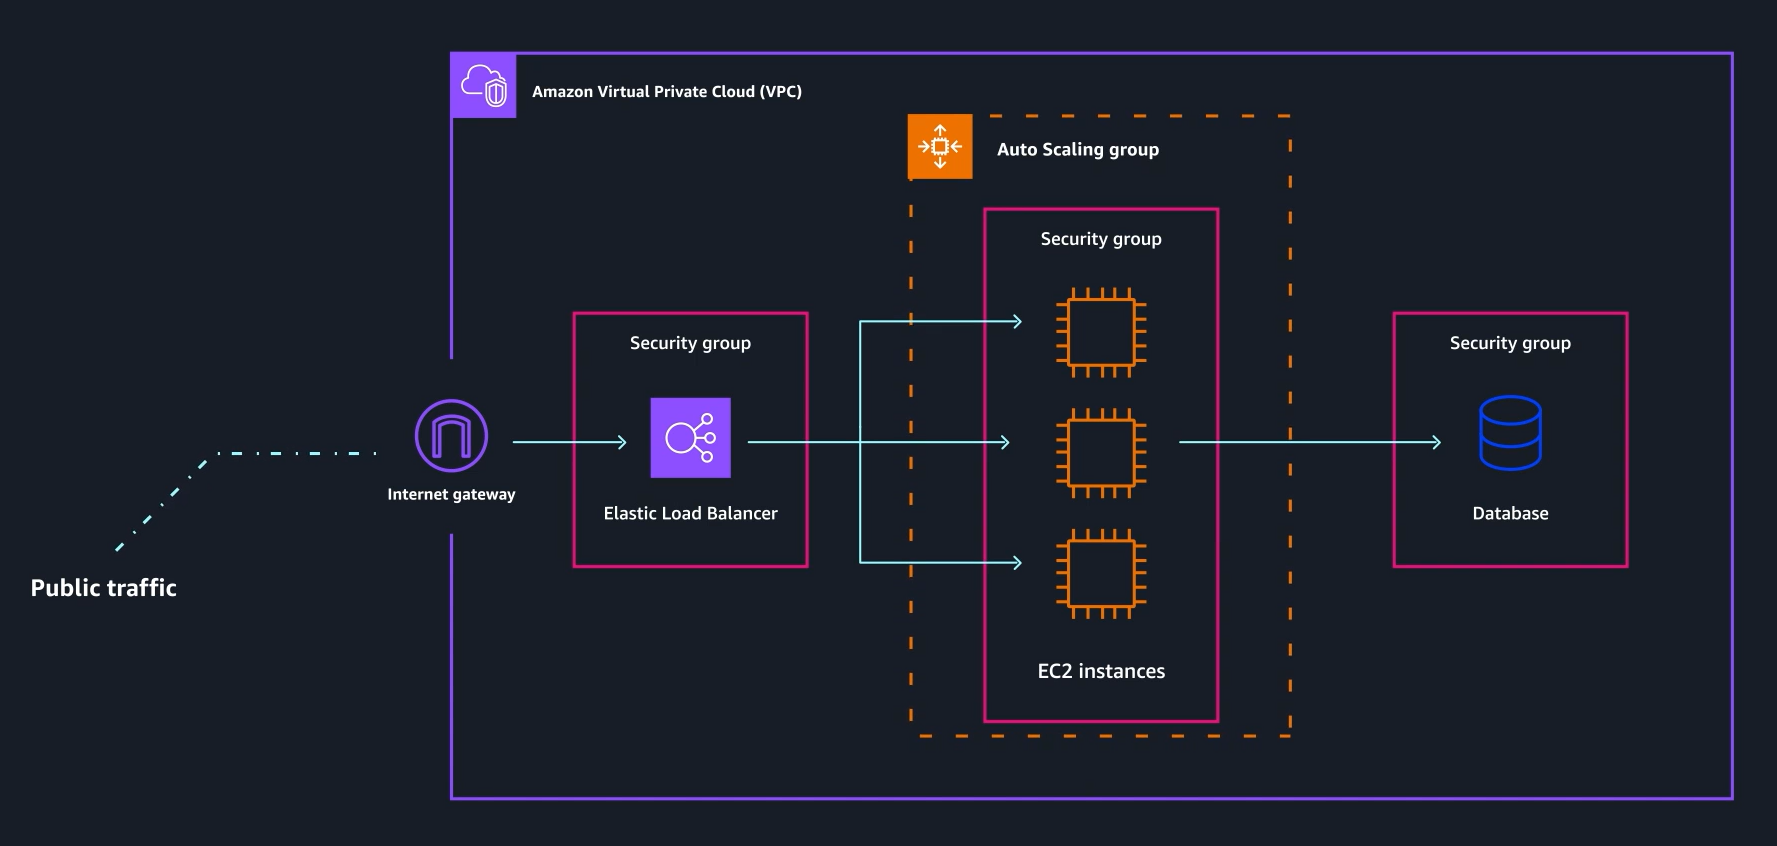 Amazon Virtual Private Cloud (VPC)
Auto Scaling group
Security group
Security group
Security group
Internet gateway
Elastic Load Balancer
Database
Public traffic
EC2 instances